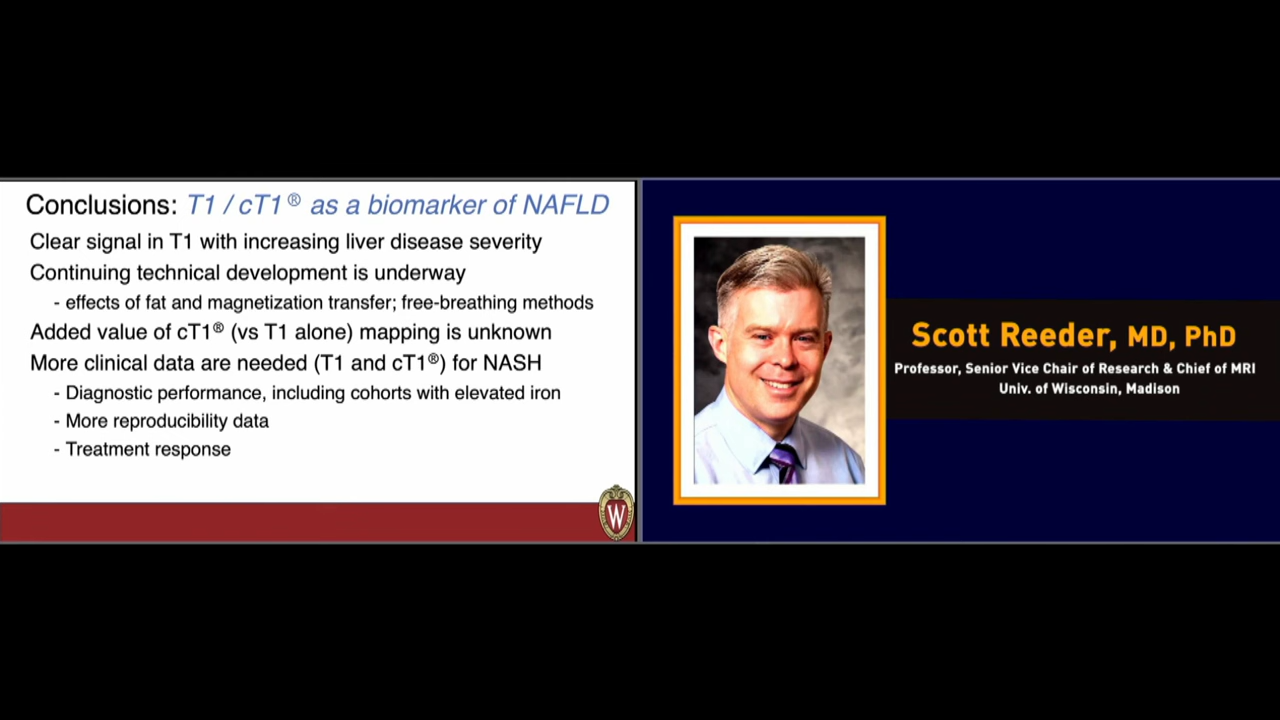 Conclusions: T1 / cT1® as a biomarker of NAFLD
Clear signal in T1 with increasing liver disease severity
Continuing technical development is underway
- effects of fat and magnetization transfer; free-breathing methods
Added value of cT1® (vs T1 alone) mapping is unknown
More clinical data are needed (T1 and cT1®) for NASH
- Diagnostic performance, including cohorts with elevated iron
- More reproducibility data
- Treatment response
W
Scott Reeder, MD, PhD
Professor, Senior Vice Chair of Research & Chief of MRI
Univ. of Wisconsin, Madison